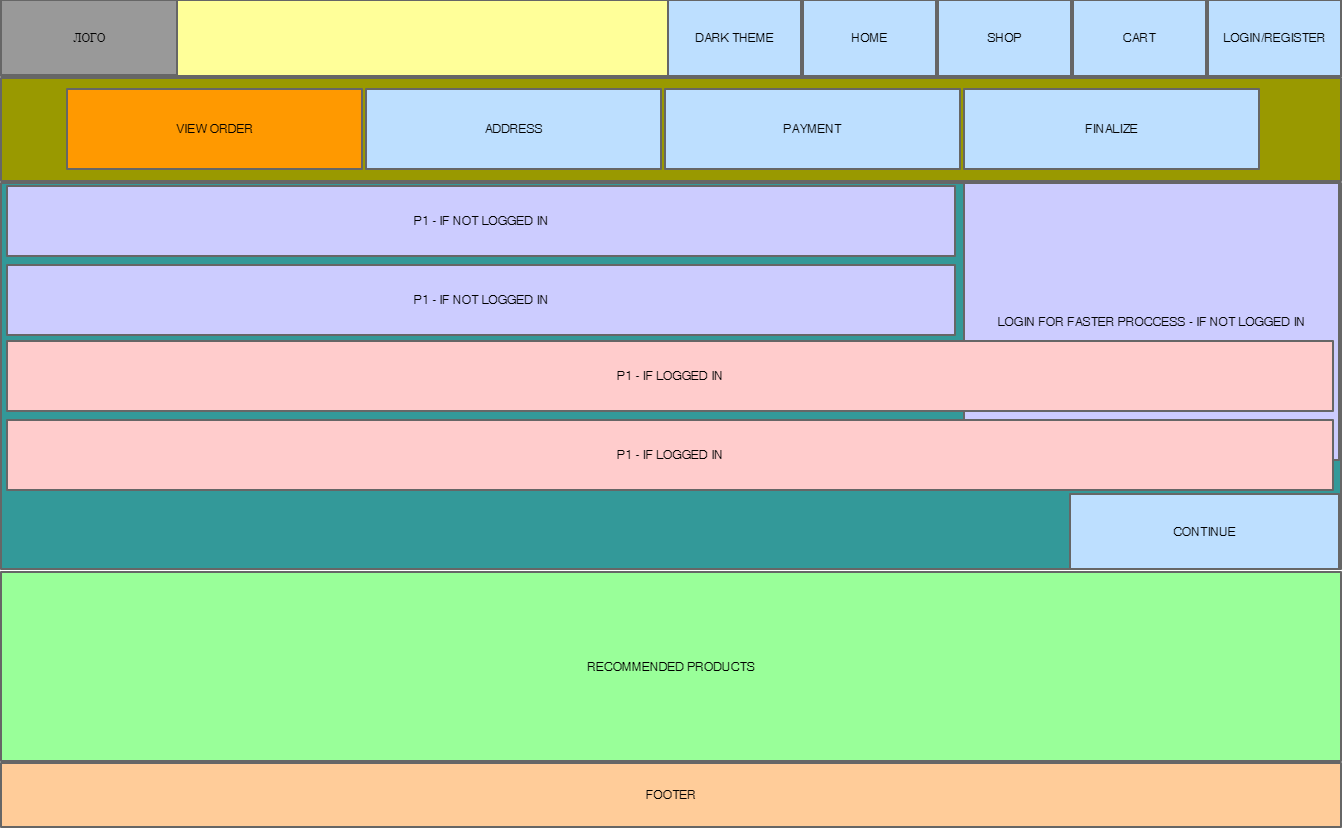 ЛОГО
DARK THEME
HOME
SHOP
CART
LOGIN/REGISTER
VIEW ORDER
ADDRESS
PAYMENT
FINALIZE
P1 - IF NOT LOGGED IN
P1 - IF NOT LOGGED IN
LOGIN FOR FASTER PROCCESS - IF NOT LOGGED IN
P1 - IF LOGGED IN
P1 - IF LOGGED IN
CONTINUE
RECOMMENDED PRODUCTS
FOOTER